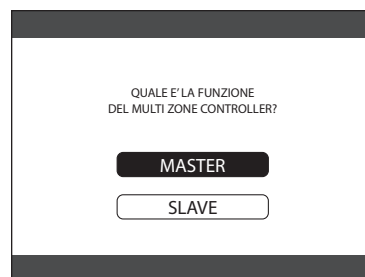 QUALE E' LA FUNZIONE
DEL MULTI ZONE CONTROLLER?
MASTER
SLAVE